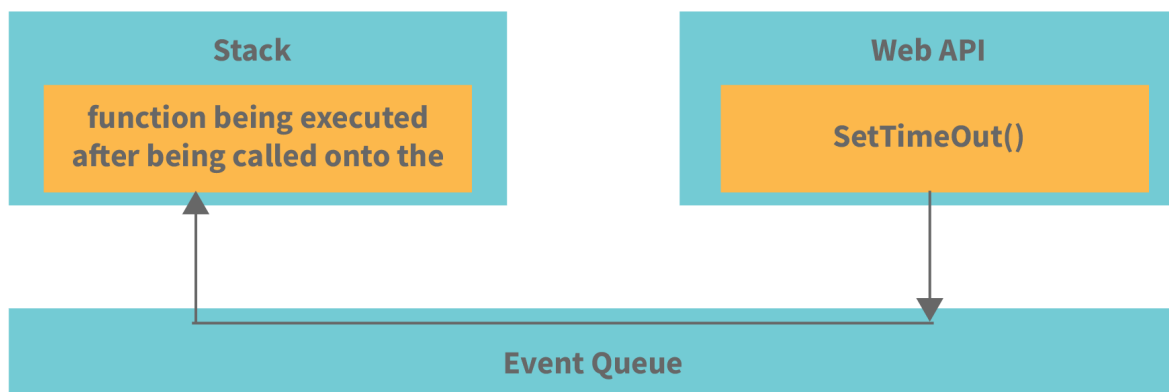 Stack
function being executed
after being called onto the
Web API
SetTimeOut()
Event Queue